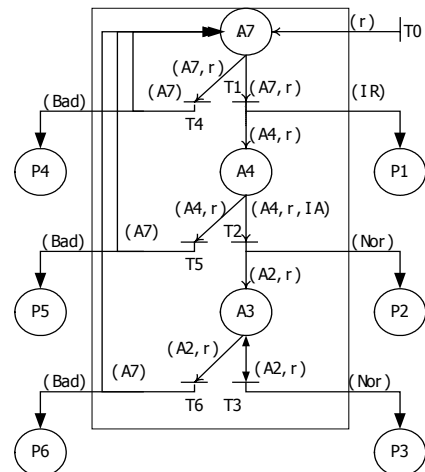 A7
(r)
T0
(A7,r)
(Bad)
(A7)
T1
(A7,r)
(IR)
T4
(A4,r)
P4
A4
P1
(A4,r)
(A4,r,IA)
(Bad)
(A7)
T5
T2
(Nor)
(A2,r)
P5
A3
P2
(A2,r)
(Bad)
(A7)
(A2,r)
(Nor)
T6
T3
P6
P3